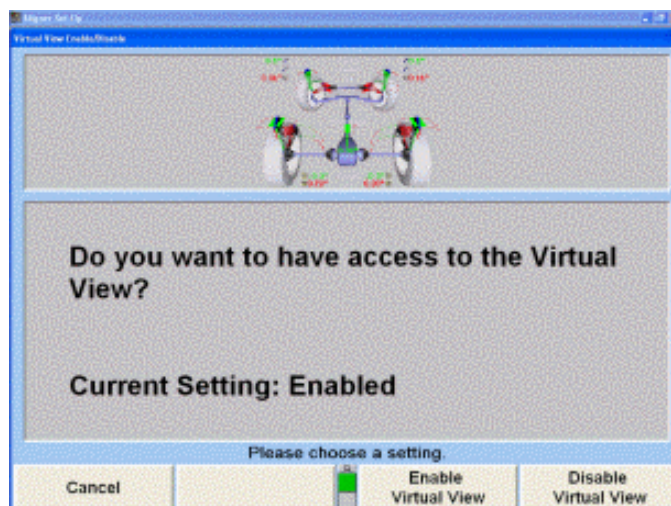 Aligner Set-Up
Virtual View Enable/Disable
Do you want to have access to the Virtual
View?
Current Setting: Enabled
Please choose a setting.
Cancel
Enable
Virtual View
Disable
Virtual View